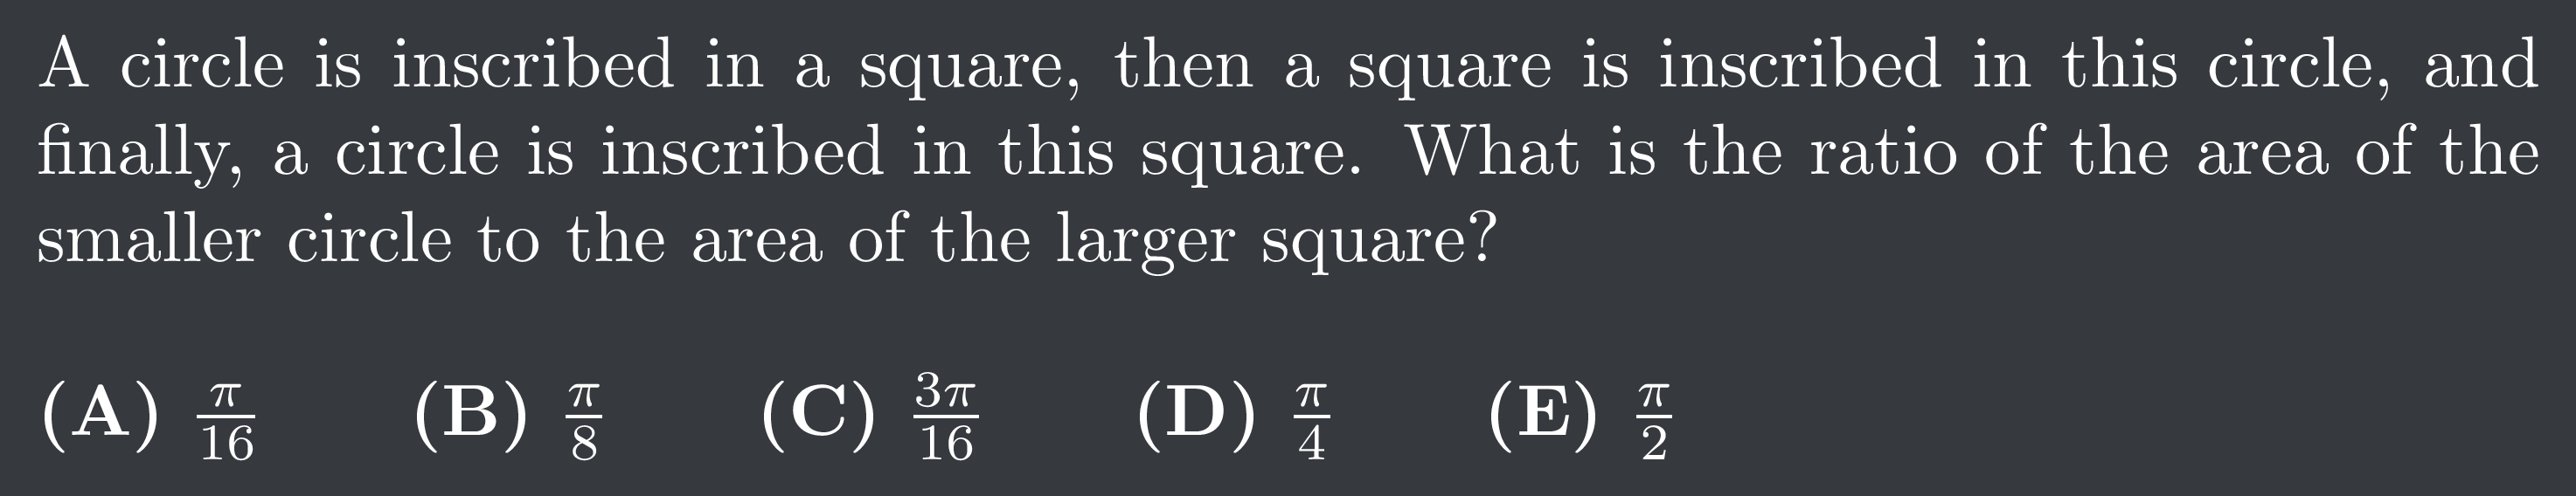 A circle is inscribed in a square, then a square is inscribed in this circle, and
finally, a circle is inscribed in this square. What is the ratio of the area of the
smaller circle to the area of the larger square?
(A) π/16 (B) π/8 (C) 3π/16 (D) π/4 (E) π/2